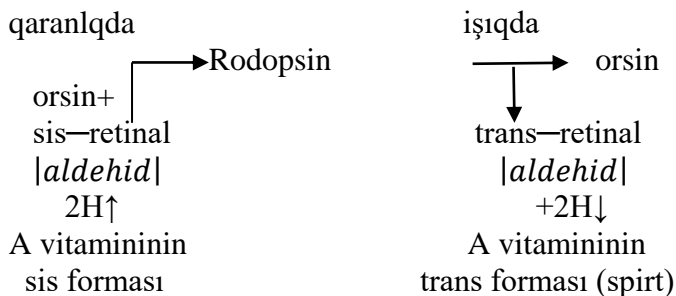 qaranlqda işıqda
Rodopsin orsin
orsin+
sis─retinal trans─retinal
|aldehid| |aldehid|
2H↑ +2H↓
A vitamininin A vitamininin
sis forması trans forması (spirt)